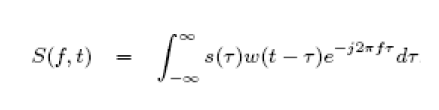 S(f,t) = ∫_{-∞}^{∞} s(τ)w(t − τ)e^{−j2πfτ}dτ